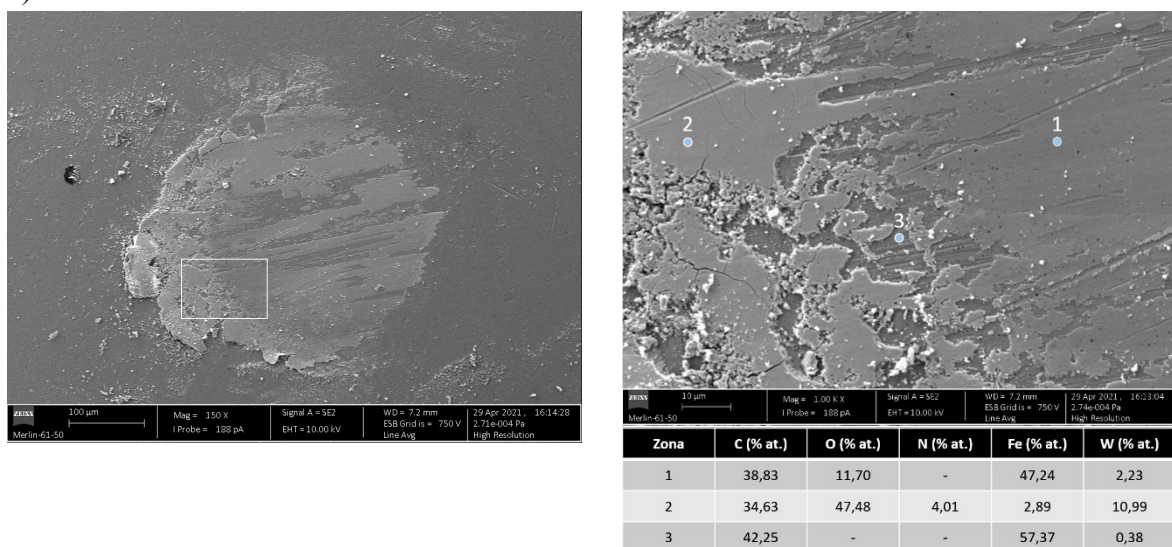 100 µm
Mag = 150 X
Signal A = SE2
WD = 7.2 mm
29 Apr 2021 , 16:14:28
ZEISS
I Probe = 188 pA
EHT = 10.00 kV
ESB Grid is = 750 V
2.71e-004 Pa
Merlin-61-50
Line Avg
High Resolution
2
1
3
10 µm
Mag = 1.00 K X
Signal A = SE2
WD = 7.2 mm
29 Apr 2021 , 16:13:04
ZEISS
I Probe = 188 pA
EHT = 10.00 kV
ESB Grid is = 750 V
2.74e-004 Pa
Merlin-61-50
Line Avg
High Resolution
Zona C (% at.) O (% at.) N (% at.) Fe (% at.) W (% at.)
1 38,83 11,70 - 47,24 2,23
2 34,63 47,48 4,01 2,89 10,99
3 42,25 - - 57,37 0,38